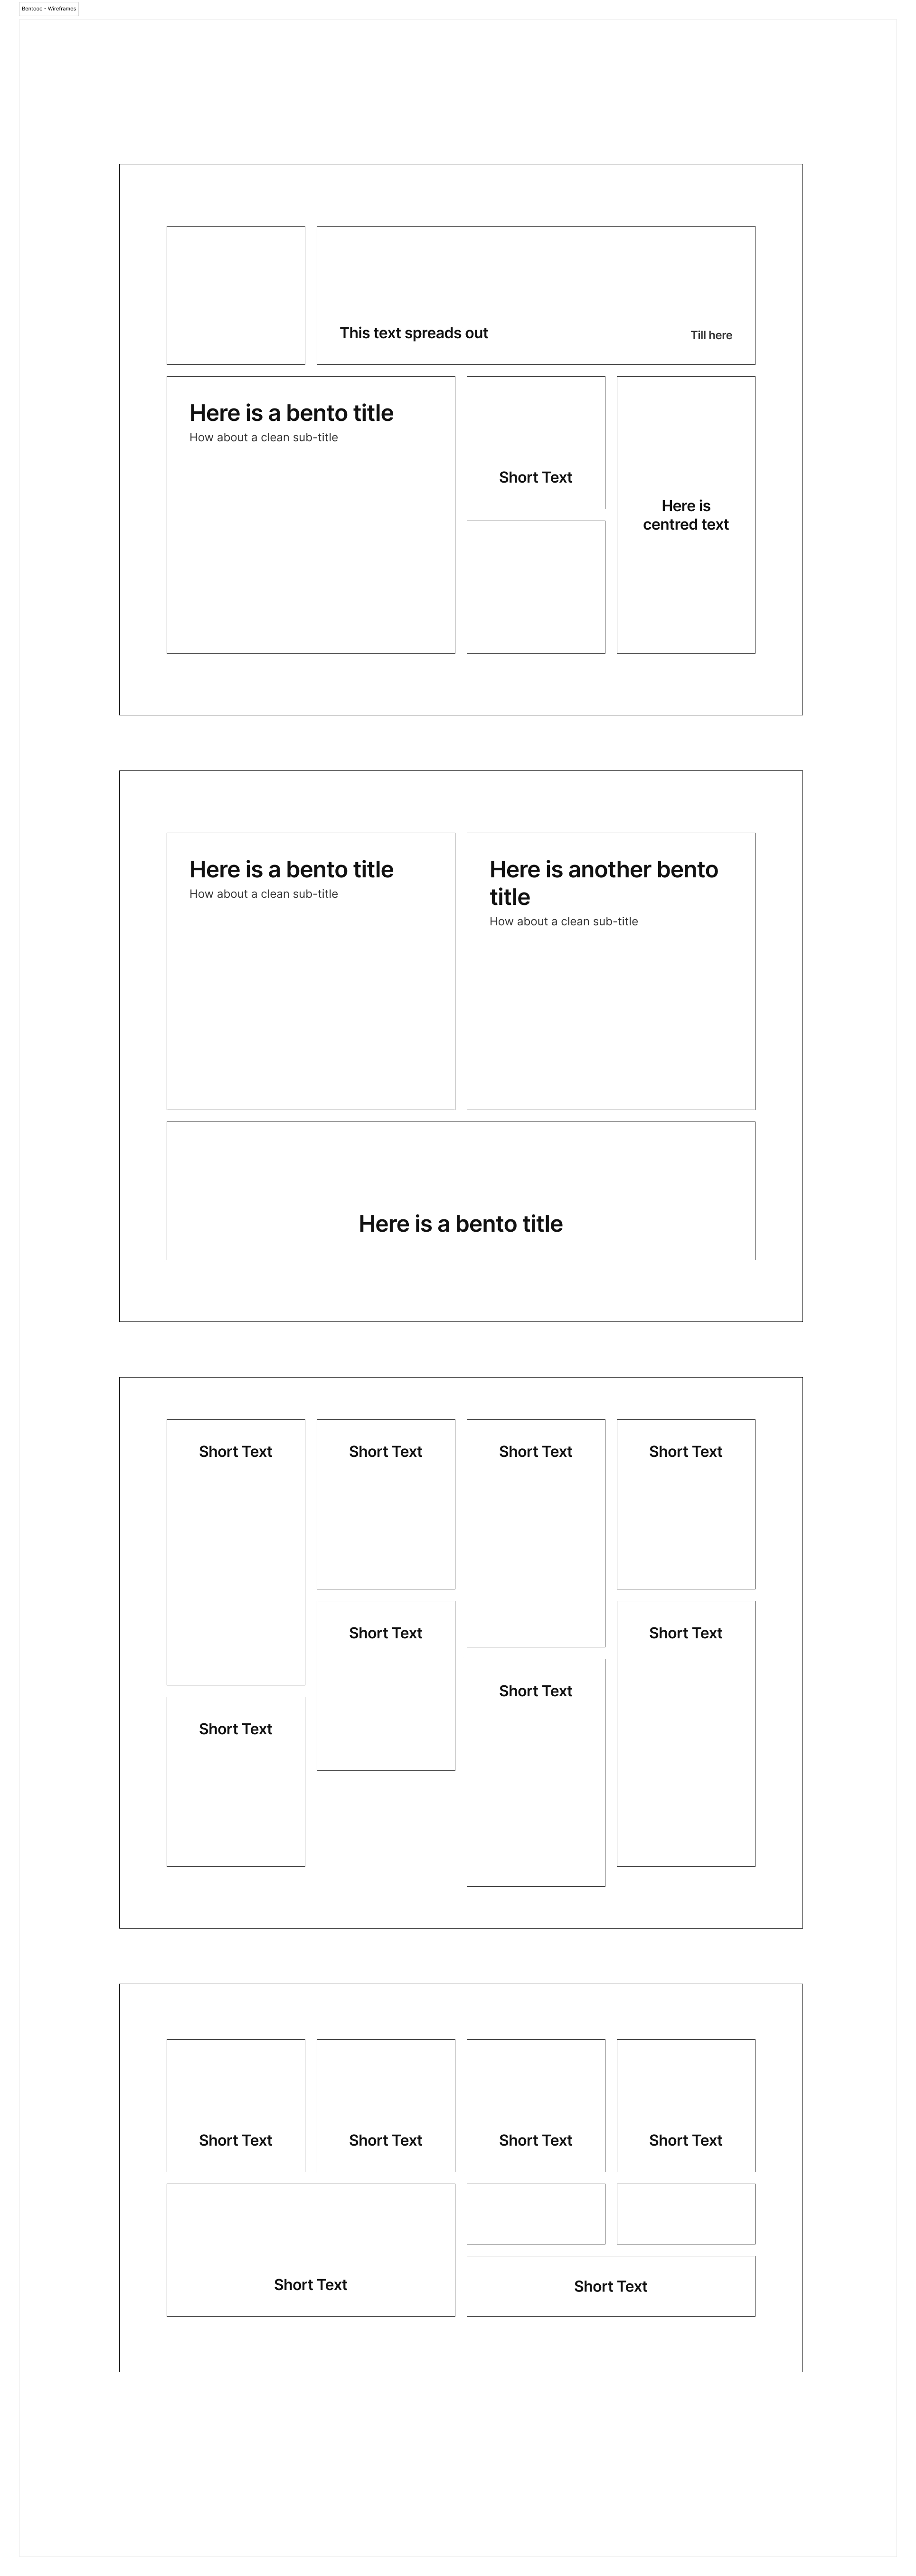 Bentooo - Wireframes
This text spreads out
Till here
Here is a bento title
How about a clean sub-title
Short Text
Here is
centred text
Here is a bento title
How about a clean sub-title
Here is another bento
title
How about a clean sub-title
Here is a bento title
Short Text
Short Text
Short Text
Short Text
Short Text
Short Text
Short Text
Short Text
Short Text
Short Text
Short Text
Short Text
Short Text
Short Text